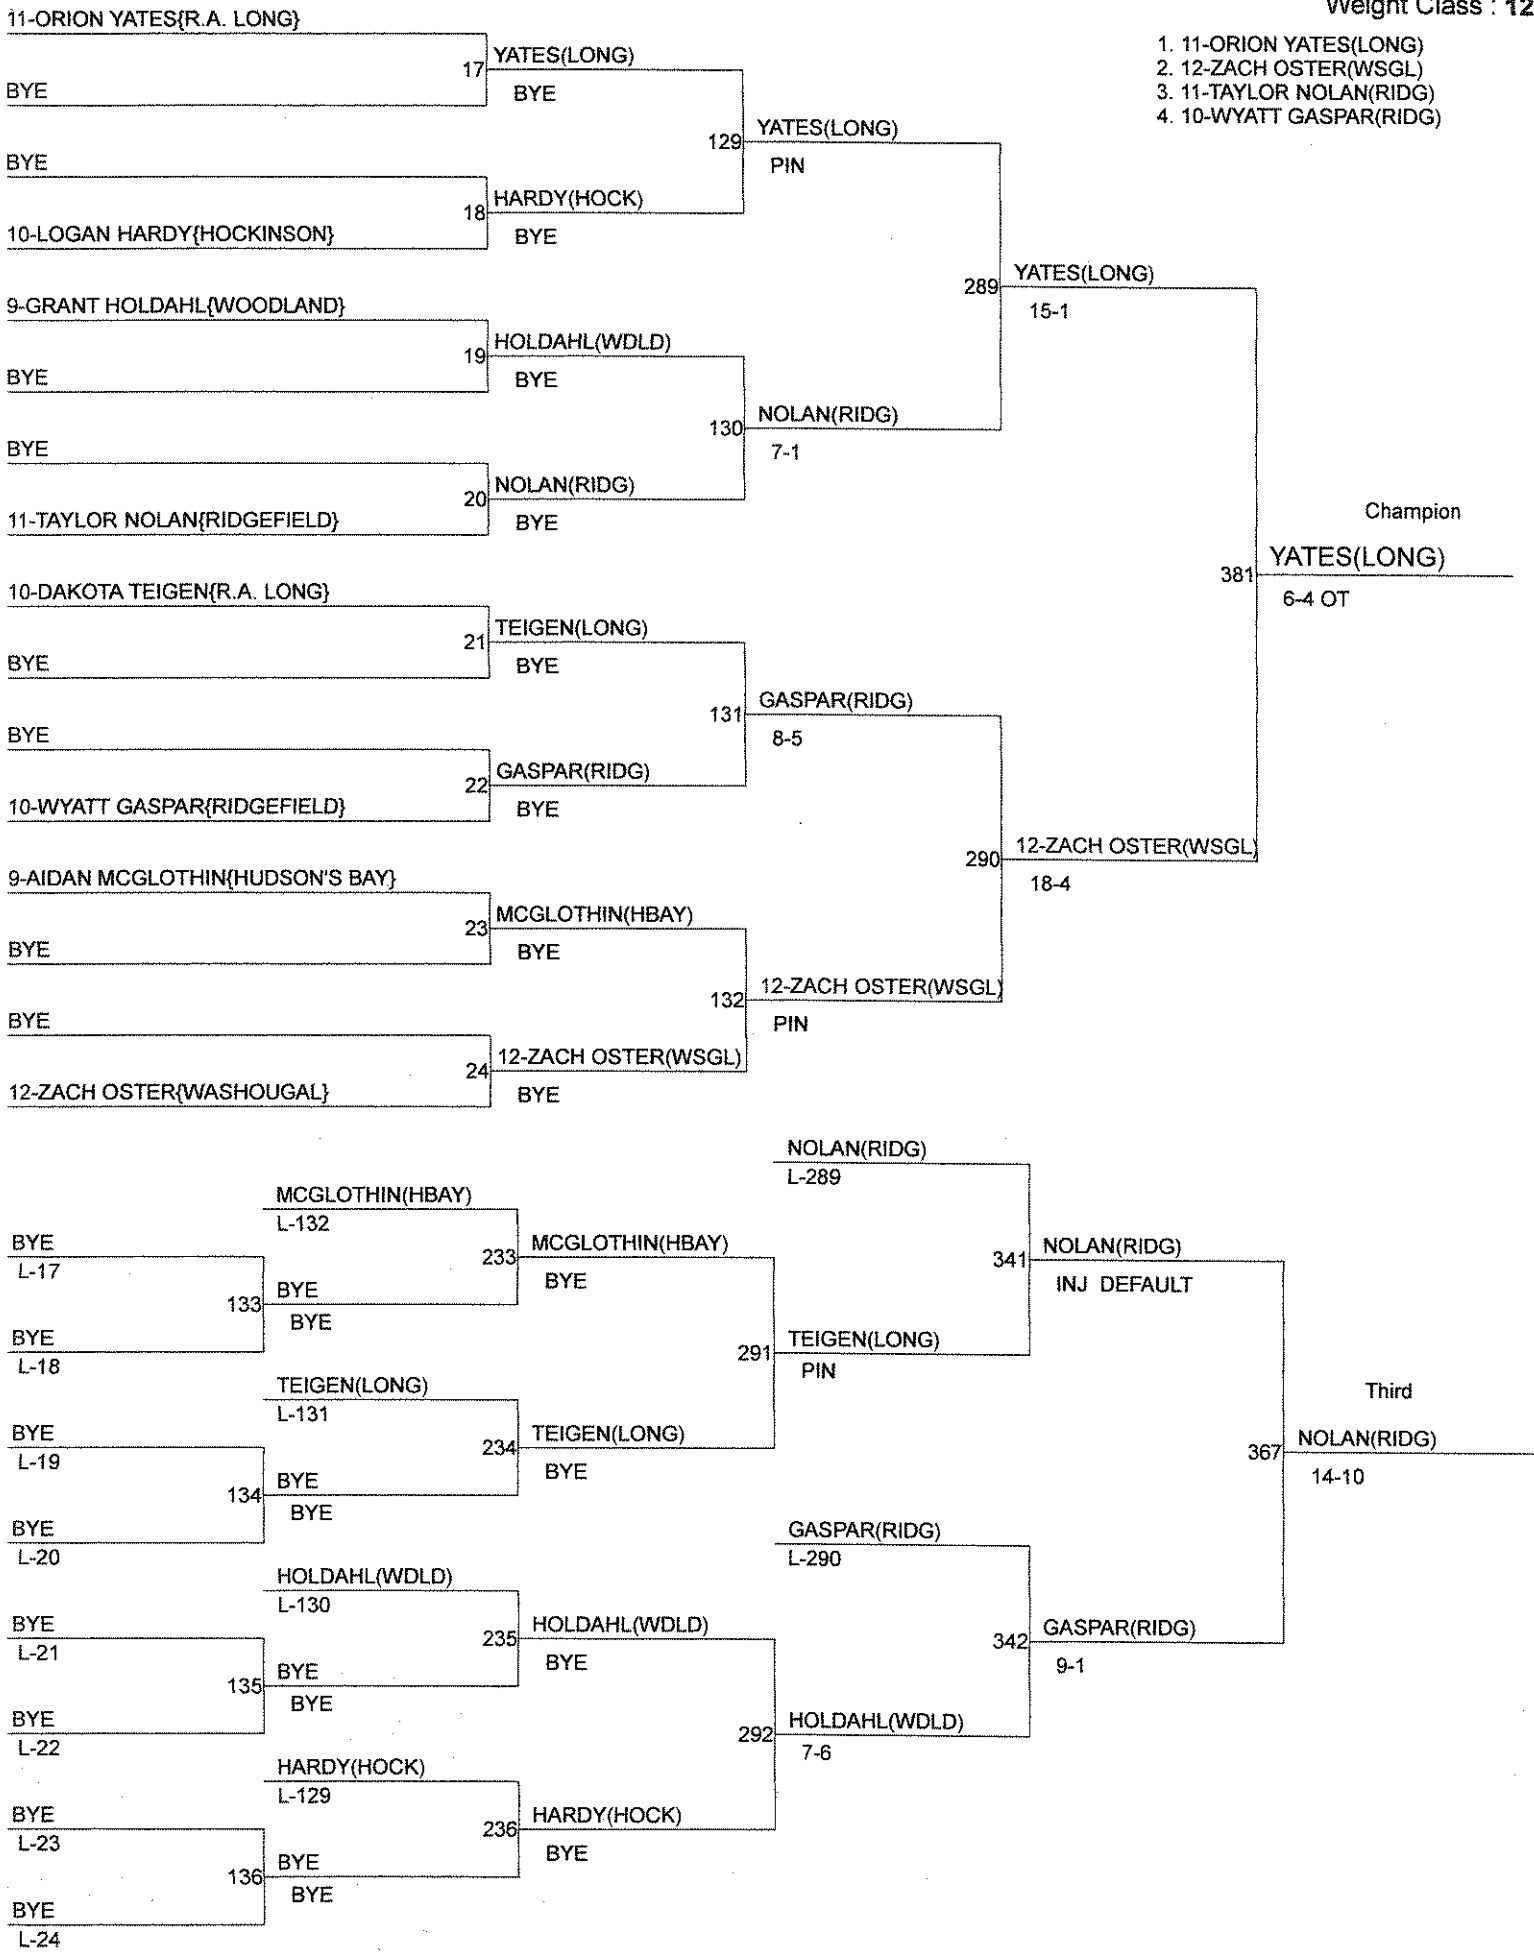 Weight Class : 12
1. 11-ORION YATES(LONG)
2. 12-ZACH OSTER(WSGL)
3. 11-TAYLOR NOLAN(RIDG)
4. 10-WYATT GASPAR(RIDG)
11-ORION YATES{R.A. LONG}
17 YATES(LONG)
BYE
BYE
129 YATES(LONG)
PIN
BYE
18 HARDY(HOCK)
10-LOGAN HARDY{HOCKINSON}
BYE
289 YATES(LONG)
15-1
9-GRANT HOLDAHL{WOODLAND}
19 HOLDAHL(WDLD)
BYE
BYE
130 NOLAN(RIDG)
7-1
BYE
20 NOLAN(RIDG)
11-TAYLOR NOLAN{RIDGEFIELD}
BYE
Champion
381 YATES(LONG)
6-4 OT
10-DAKOTA TEIGEN{R.A. LONG}
21 TEIGEN(LONG)
BYE
BYE
131 GASPAR(RIDG)
8-5
BYE
22 GASPAR(RIDG)
10-WYATT GASPAR{RIDGEFIELD}
BYE
290 12-ZACH OSTER(WSGL)
18-4
9-AIDAN MCGLOTHIN{HUDSON'S BAY}
23 MCGLOTHIN(HBAY)
BYE
BYE
132 12-ZACH OSTER(WSGL)
PIN
BYE
24 12-ZACH OSTER(WSGL)
12-ZACH OSTER{WASHOUGAL}
BYE
NOLAN(RIDG)
L-289
MCGLOTHIN(HBAY)
L-132
BYE
L-17
233 MCGLOTHIN(HBAY)
BYE
341 NOLAN(RIDG)
INJ DEFAULT
133 BYE
BYE
BYE
L-18
291 TEIGEN(LONG)
PIN
TEIGEN(LONG)
L-131
Third
BYE
L-19
234 TEIGEN(LONG)
BYE
367 NOLAN(RIDG)
14-10
134 BYE
BYE
BYE
L-20
GASPAR(RIDG)
L-290
HOLDAHL(WDLD)
L-130
BYE
L-21
235 HOLDAHL(WDLD)
BYE
342 GASPAR(RIDG)
9-1
135 BYE
BYE
BYE
L-22
292 HOLDAHL(WDLD)
7-6
HARDY(HOCK)
L-129
BYE
L-23
236 HARDY(HOCK)
BYE
136 BYE
BYE
BYE
L-24